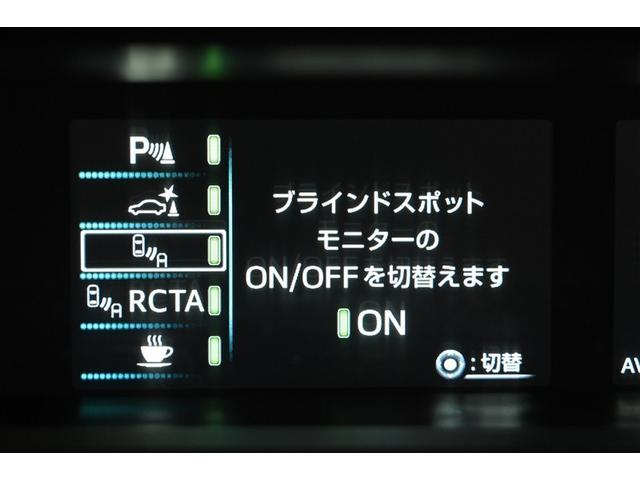 P
A
A RCTA
ブラインドスポット
モニターの
ON/OFFを切替えます
ON
:切替
AV